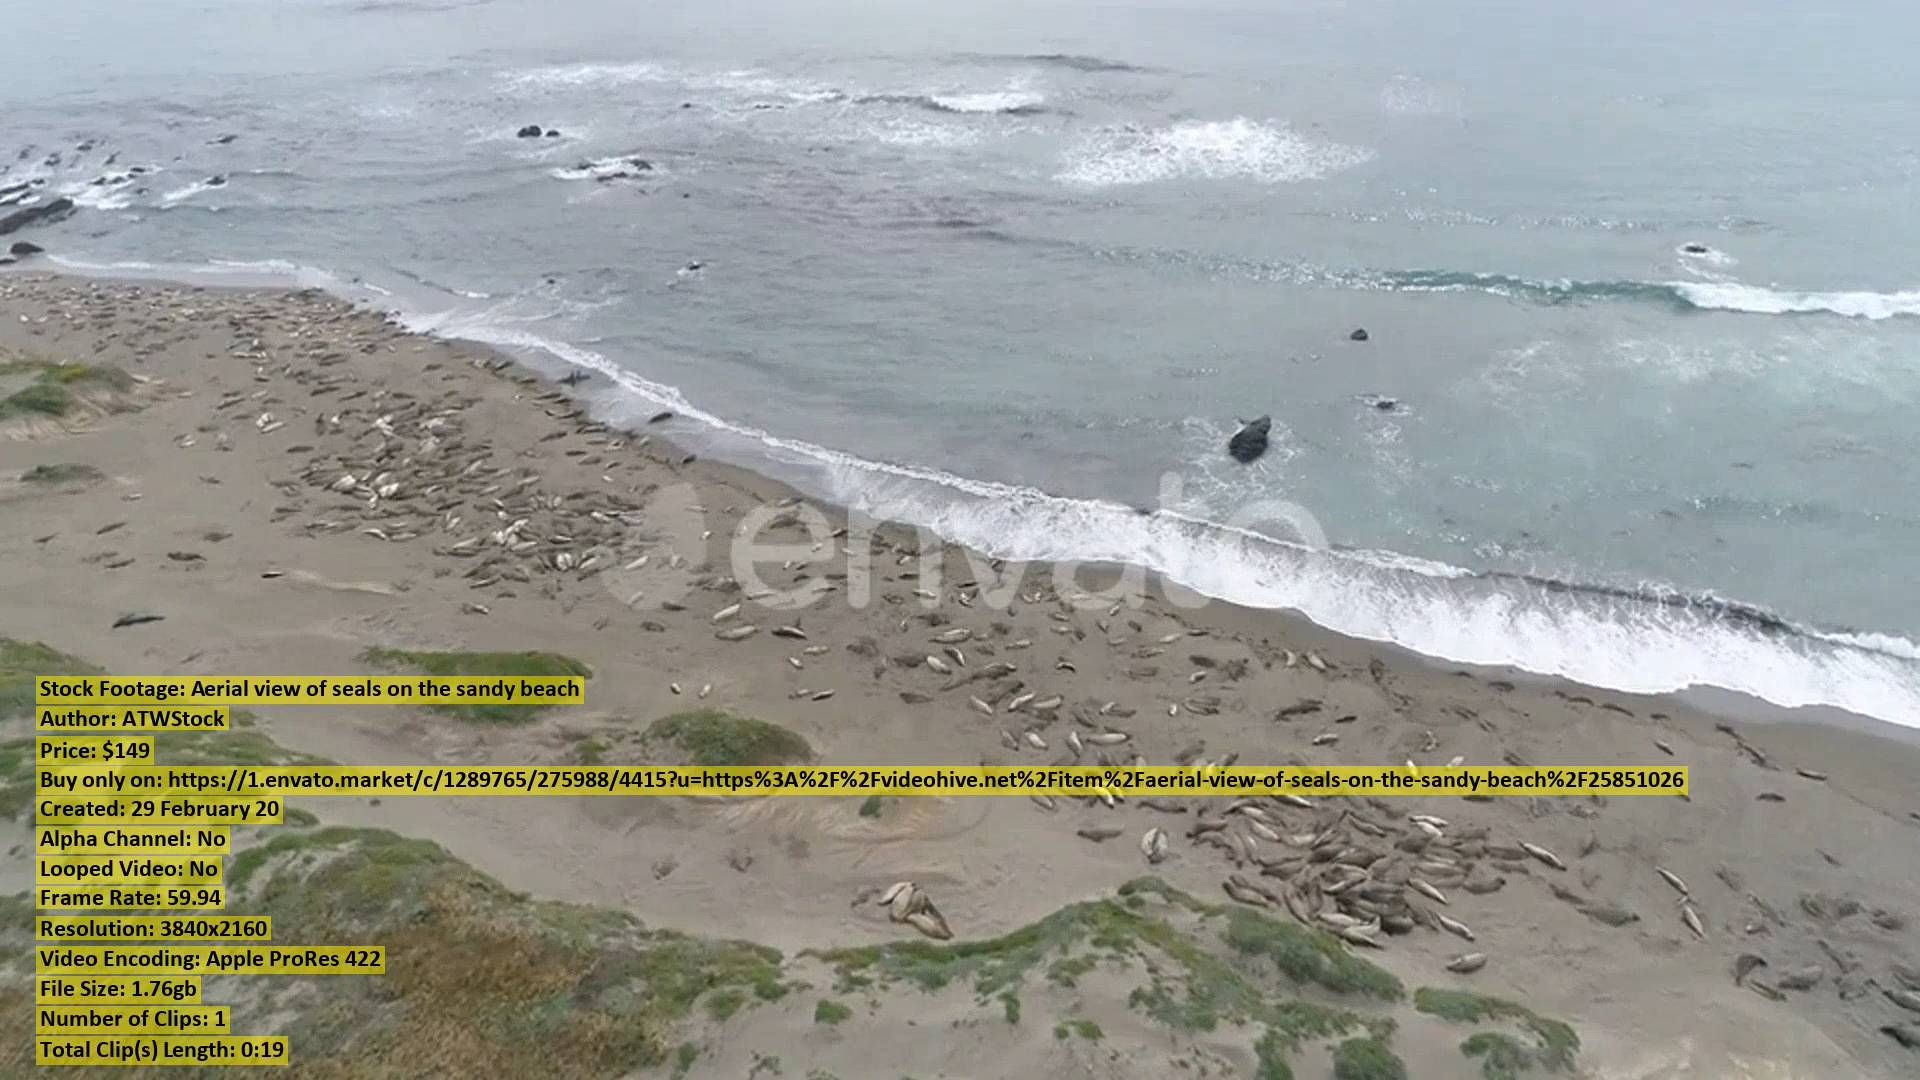 envato
Stock Footage: Aerial view of seals on the sandy beach
Author: ATWStock
Price: $149
Buy only on: https://1.envato.market/c/1289765/275988/4415?u=https%3A%2F%2Fvideohive.net%2Fitem%2Faerial-view-of-seals-on-the-sandy-beach%2F25851026
Created: 29 February 20
Alpha Channel: No
Looped Video: No
Frame Rate: 59.94
Resolution: 3840x2160
Video Encoding: Apple ProRes 422
File Size: 1.76gb
Number of Clips: 1
Total Clip(s) Length: 0:19